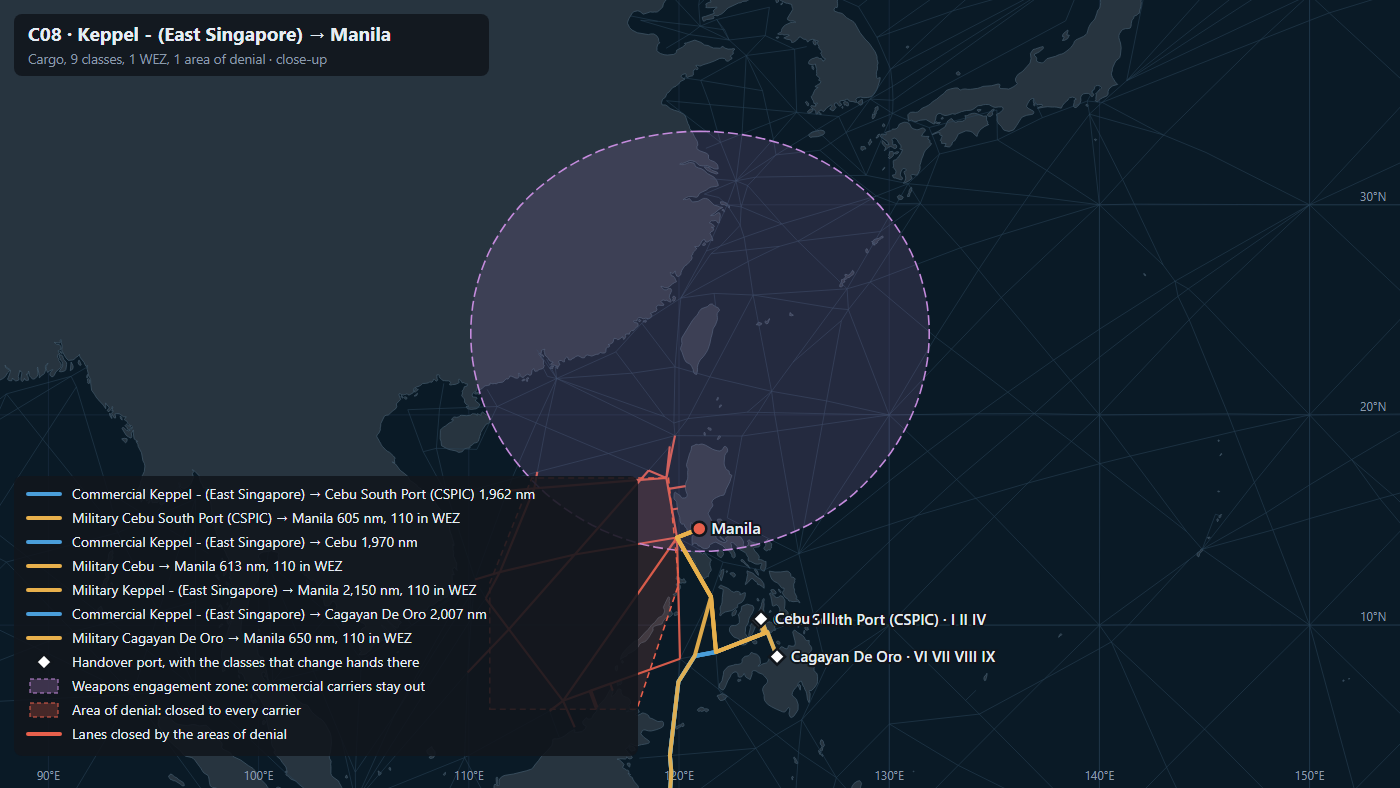 C08 · Keppel - (East Singapore) → Manila
Cargo, 9 classes, 1 WEZ, 1 area of denial · close-up
30°N
20°N
Commercial Keppel - (East Singapore) → Cebu South Port (CSPIC) 1,962 nm
Military Cebu South Port (CSPIC) → Manila 605 nm, 110 in WEZ
Commercial Keppel - (East Singapore) → Cebu 1,970 nm
Military Cebu → Manila 613 nm, 110 in WEZ
Military Keppel - (East Singapore) → Manila 2,150 nm, 110 in WEZ
Commercial Keppel - (East Singapore) → Cagayan De Oro 2,007 nm
Military Cagayan De Oro → Manila 650 nm, 110 in WEZ
Handover port, with the classes that change hands there
Weapons engagement zone: commercial carriers stay out
Area of denial: closed to every carrier
Lanes closed by the areas of denial
Manila
10°N
Cebu Port (CSPIC) · I II IV
Cagayan De Oro · VI VII VIII IX
90°E 100°E 110°E 120°E 130°E 140°E 150°E